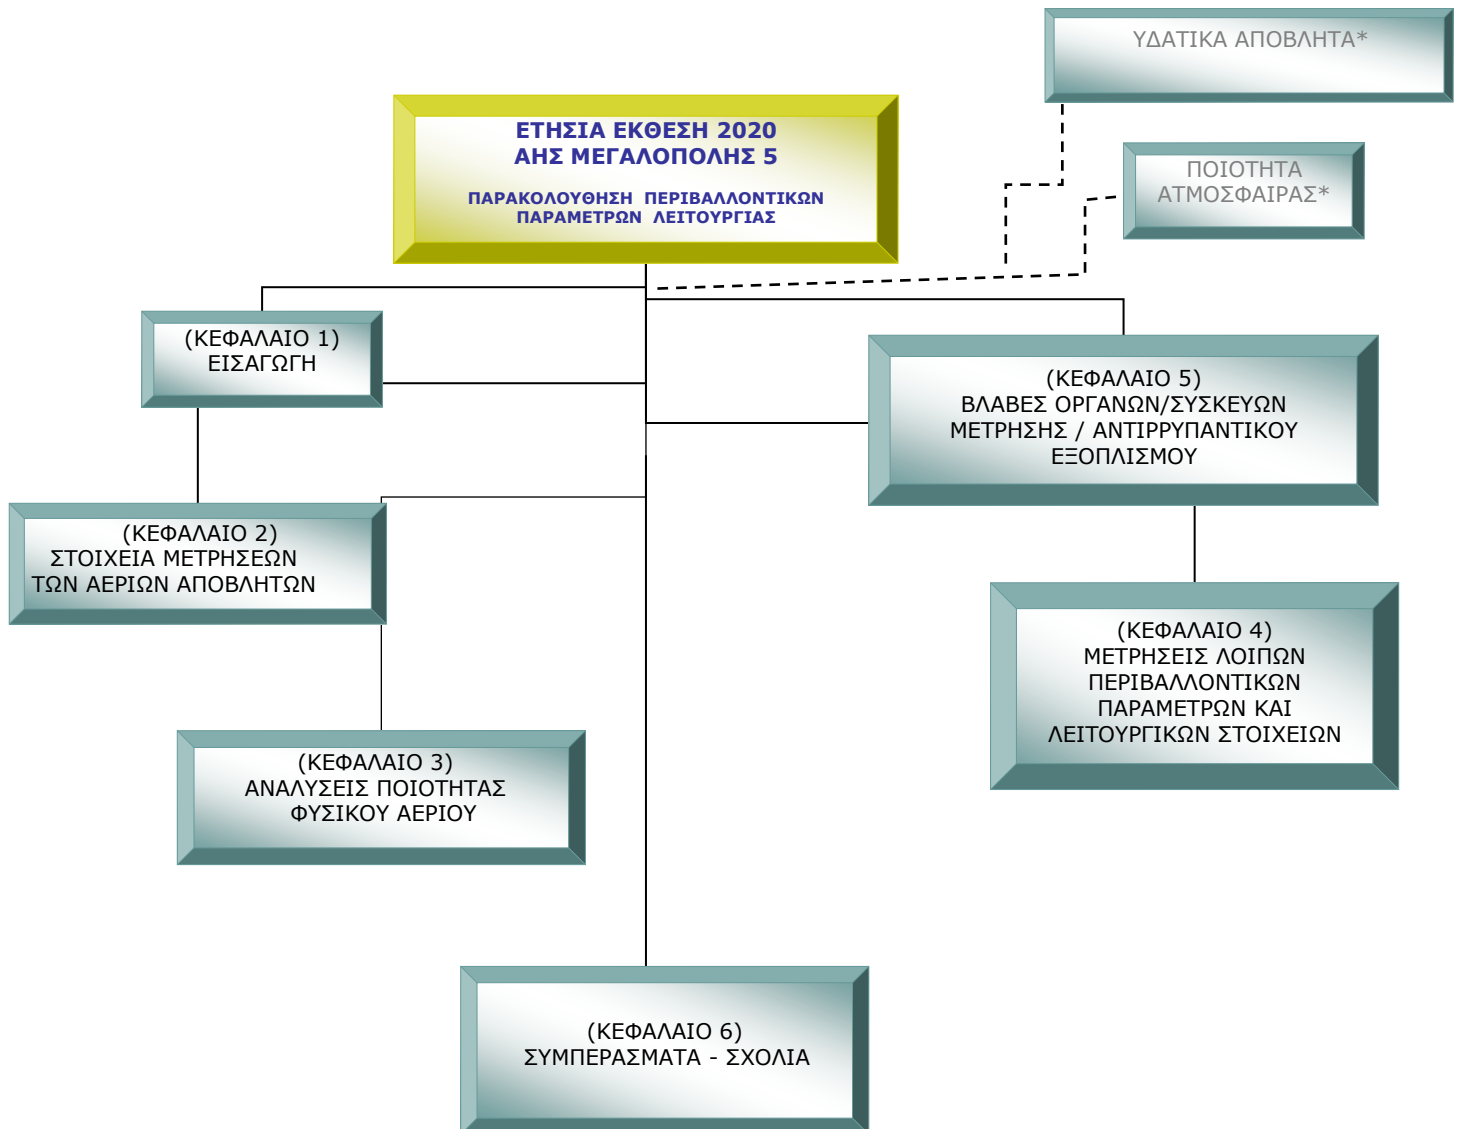 ΥΔΑΤΙΚΑ ΑΠΟΒΛΗΤΑ*
ΕΤΗΣΙΑ ΕΚΘΕΣΗ 2020
ΑΗΣ ΜΕΓΑΛΟΠΟΛΗΣ 5
ΠΑΡΑΚΟΛΟΥΘΗΣΗ ΠΕΡΙΒΑΛΛΟΝΤΙΚΩΝ
ΠΑΡΑΜΕΤΡΩΝ ΛΕΙΤΟΥΡΓΙΑΣ
ΠΟΙΟΤΗΤΑ
ΑΤΜΟΣΦΑΙΡΑΣ*
(ΚΕΦΑΛΑΙΟ 1)
ΕΙΣΑΓΩΓΗ
(ΚΕΦΑΛΑΙΟ 5)
ΒΛΑΒΕΣ ΟΡΓΑΝΩΝ/ΣΥΣΚΕΥΩΝ
ΜΕΤΡΗΣΗΣ / ΑΝΤΙΡΡΥΠΑΝΤΙΚΟΥ
ΕΞΟΠΛΙΣΜΟΥ
(ΚΕΦΑΛΑΙΟ 2)
ΣΤΟΙΧΕΙΑ ΜΕΤΡΗΣΕΩΝ
ΤΩΝ ΑΕΡΙΩΝ ΑΠΟΒΛΗΤΩΝ
(ΚΕΦΑΛΑΙΟ 4)
ΜΕΤΡΗΣΕΙΣ ΛΟΙΠΩΝ
ΠΕΡΙΒΑΛΛΟΝΤΙΚΩΝ
ΠΑΡΑΜΕΤΡΩΝ ΚΑΙ
ΛΕΙΤΟΥΡΓΙΚΩΝ ΣΤΟΙΧΕΙΩΝ
(ΚΕΦΑΛΑΙΟ 3)
ΑΝΑΛΥΣΕΙΣ ΠΟΙΟΤΗΤΑΣ
ΦΥΣΙΚΟΥ ΑΕΡΙΟΥ
(ΚΕΦΑΛΑΙΟ 6)
ΣΥΜΠΕΡΑΣΜΑΤΑ - ΣΧΟΛΙΑ